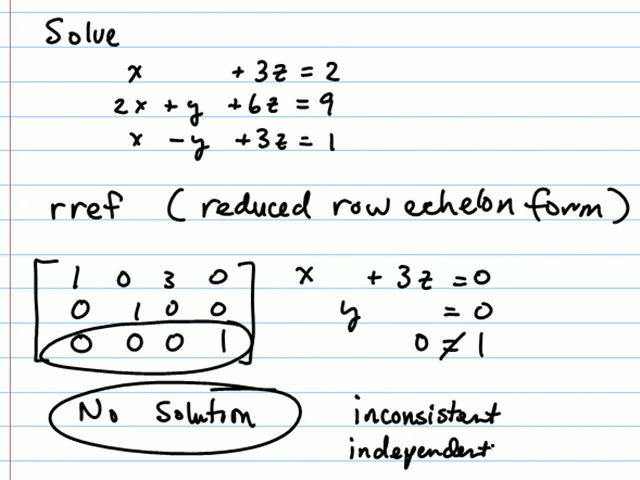 Solve
x + 3z = 2
2x + y + 6z = 9
x - y + 3z = 1
rref (reduced row echelon form)
1 0 3 0 x + 3z = 0
0 1 0 0 y = 0
0 0 0 1 0 ≠ 1
No Solution inconsistent
independent